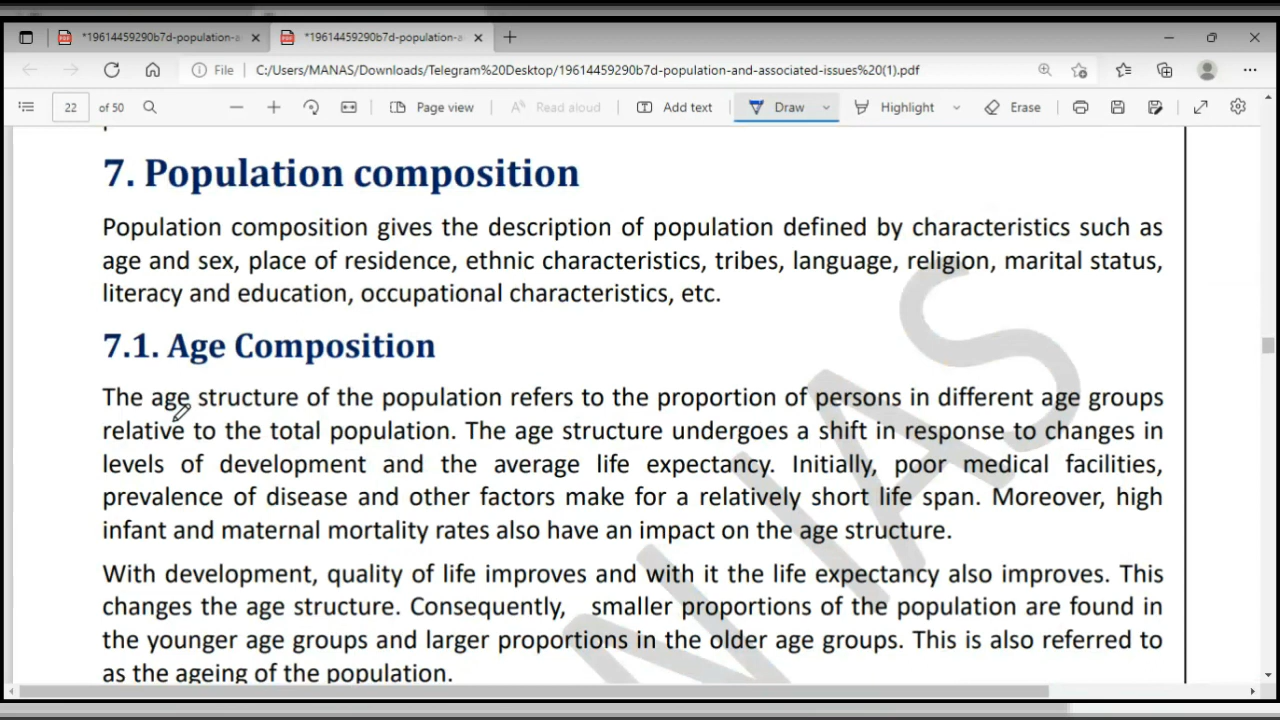 *19614459290b7d-population-a
*19614459290b7d-population-a
File C:/Users/MANAS/Downloads/Telegram%20Desktop/19614459290b7d-population-and-associated-issues%20(1).pdf
22 of 50 Page view Read aloud Add text Draw Highlight Erase
7. Population composition
Population composition gives the description of population defined by characteristics such as
age and sex, place of residence, ethnic characteristics, tribes, language, religion, marital status,
literacy and education, occupational characteristics, etc.
7.1. Age Composition
The age structure of the population refers to the proportion of persons in different age groups
relative to the total population. The age structure undergoes a shift in response to changes in
levels of development and the average life expectancy. Initially, poor medical facilities,
prevalence of disease and other factors make for a relatively short life span. Moreover, high
infant and maternal mortality rates also have an impact on the age structure.
With development, quality of life improves and with it the life expectancy also improves. This
changes the age structure. Consequently, smaller proportions of the population are found in
the younger age groups and larger proportions in the older age groups. This is also referred to
as the ageing of the population.
N IAS